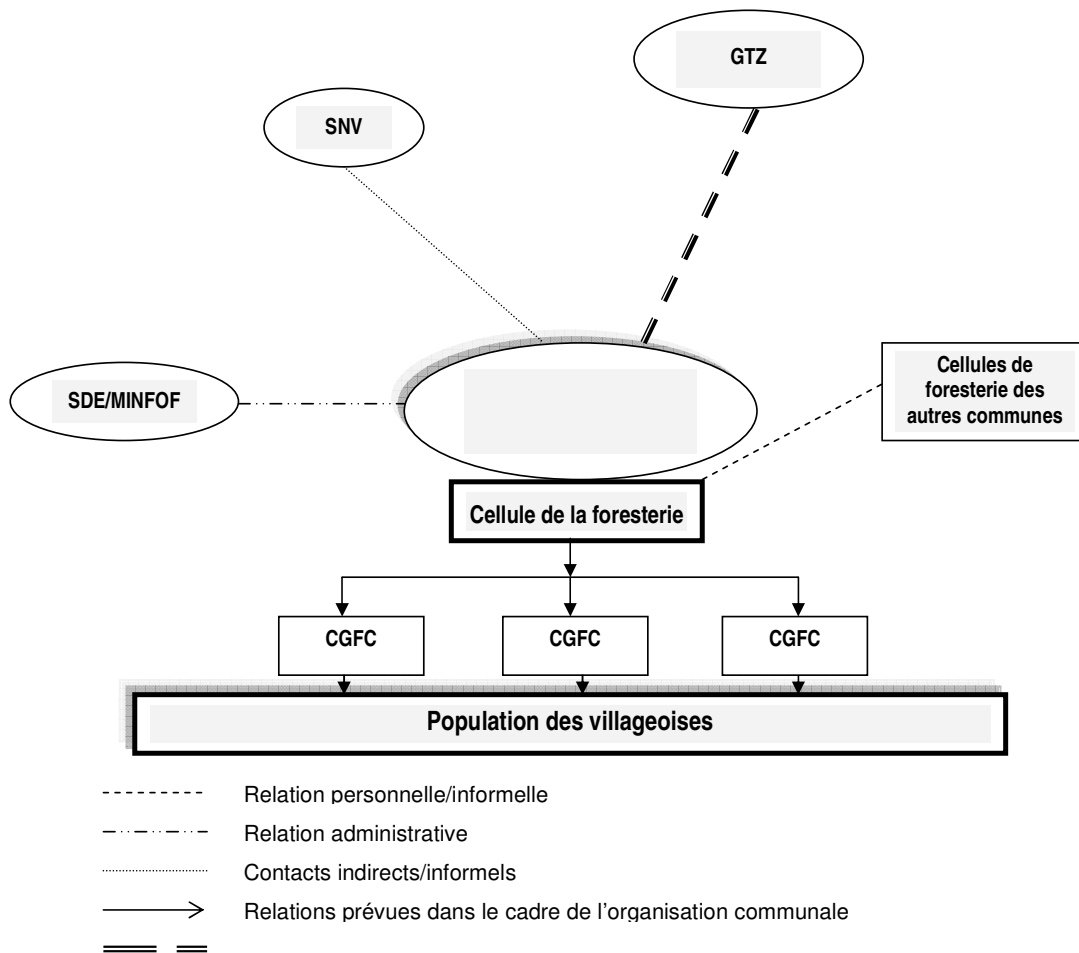 GTZ
SNV
SDE/MINFOF
Cellules de
foresterie des
autres communes
Cellule de la foresterie
CGFC
CGFC
CGFC
Population des villageoises
Relation personnelle/informelle
Relation administrative
Contacts indirects/informels
Relations prévues dans le cadre de l'organisation communale